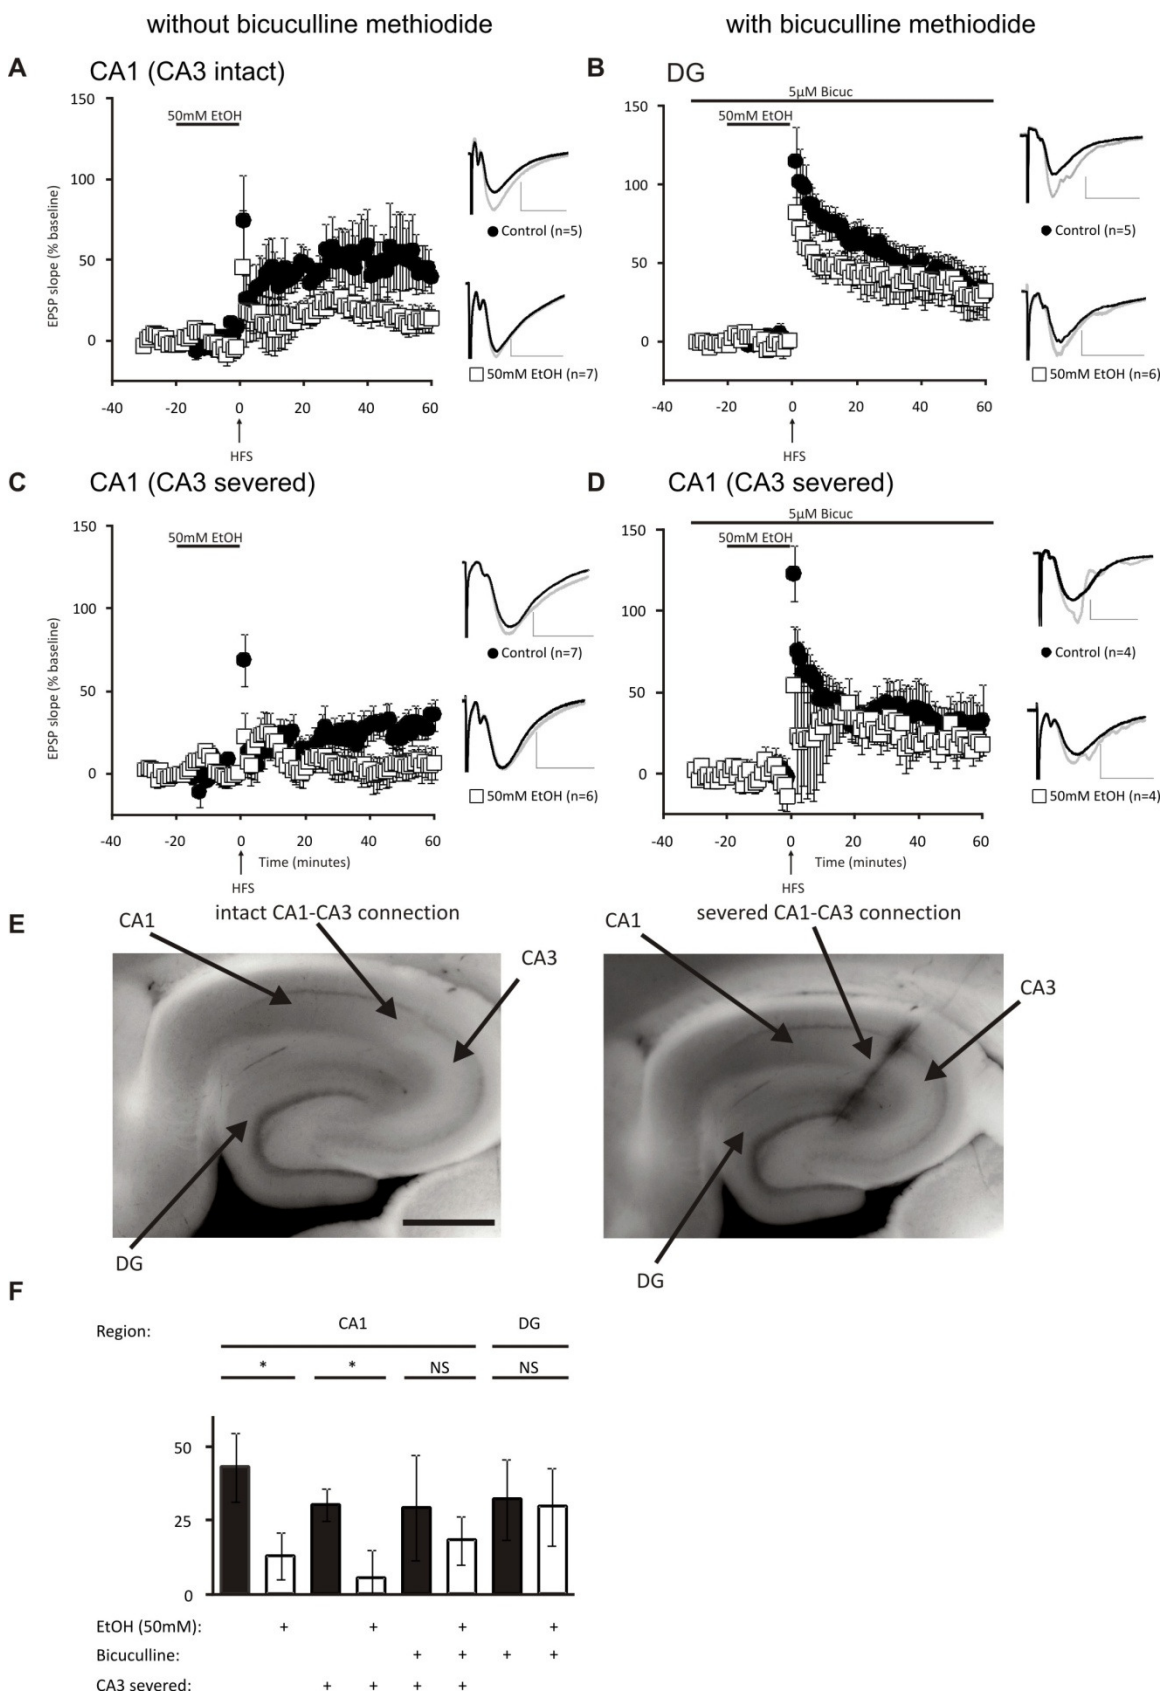 without bicuculline methiodide
with bicuculline methiodide
A
CA1 (CA3 intact)
150
100
50
0
EPSP slope (% baseline)
50mM EtOH
-40
-20
0
20
40
60
HFS
Control (n=5)
50mM EtOH (n=7)
B
DG
5µM Bicuc
150
100
50
0
50mM EtOH
-40
-20
0
20
40
60
HFS
Control (n=5)
50mM EtOH (n=6)
C
CA1 (CA3 severed)
150
100
50
0
EPSP slope (% baseline)
50mM EtOH
-40
-20
0
20
40
60
Time (minutes)
HFS
Control (n=7)
50mM EtOH (n=6)
D
CA1 (CA3 severed)
5µM Bicuc
150
100
50
0
50mM EtOH
-40
-20
0
20
40
60
Time (minutes)
HFS
Control (n=4)
50mM EtOH (n=4)
E
CA1
intact CA1-CA3 connection
CA3
DG
CA1
severed CA1-CA3 connection
CA3
DG
F
Region:
CA1
DG
* * NS NS
50
25
0
EtOH (50mM): + + + +
Bicuculline: + + + +
CA3 severed: + + + +